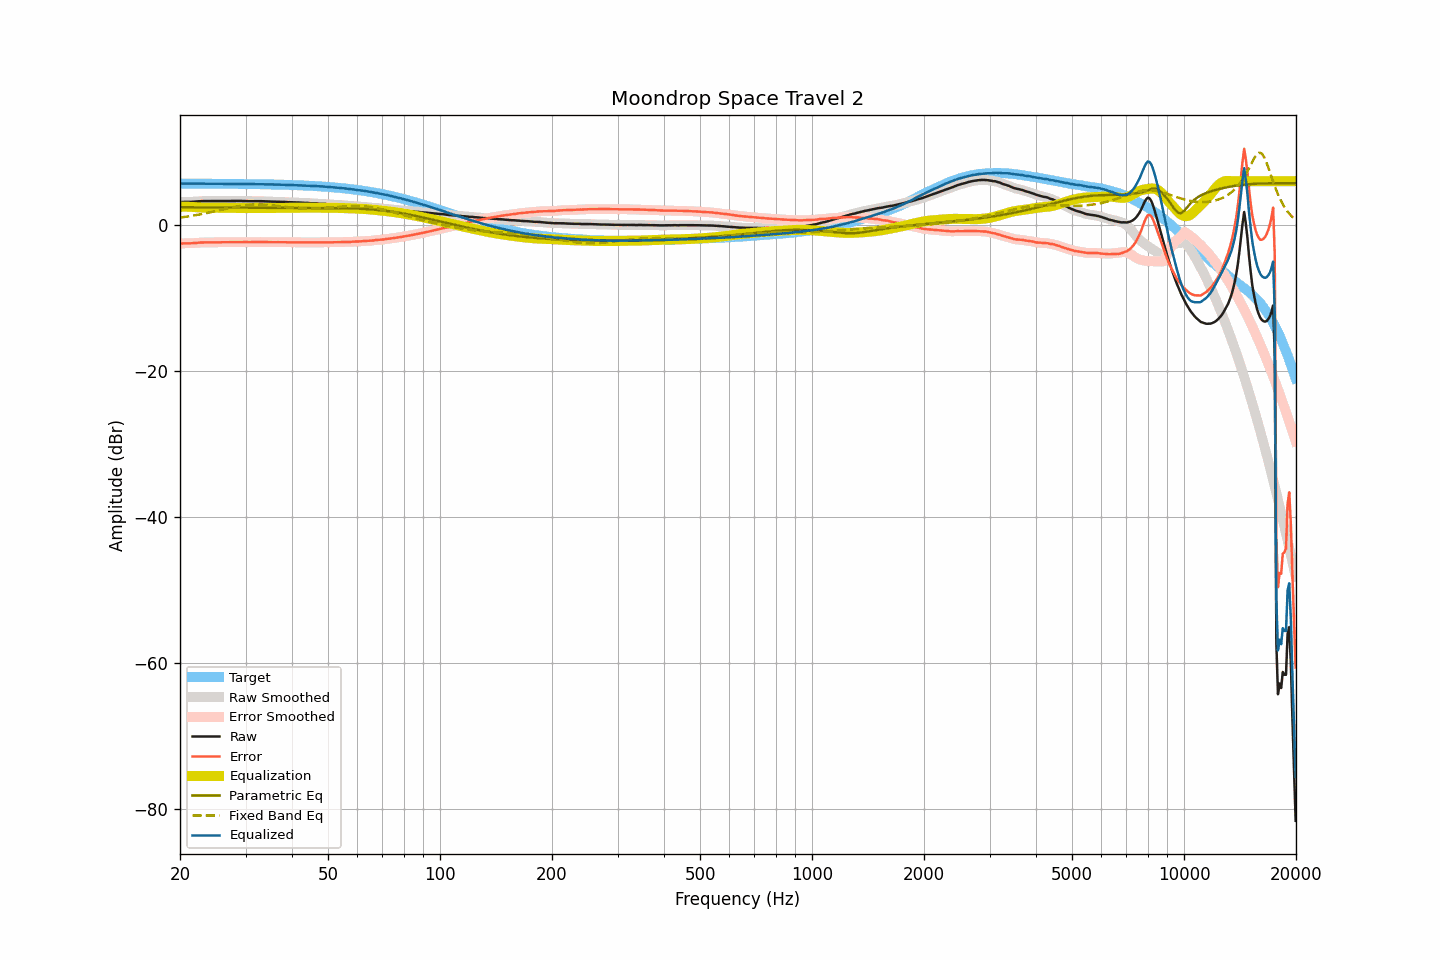 Moondrop Space Travel 2
Amplitude (dBr)
0
−20
−40
−60
−80
Target
Raw Smoothed
Error Smoothed
Raw
Error
Equalization
Parametric Eq
Fixed Band Eq
Equalized
20 50 100 200 500 1000 2000 5000 10000 20000
Frequency (Hz)